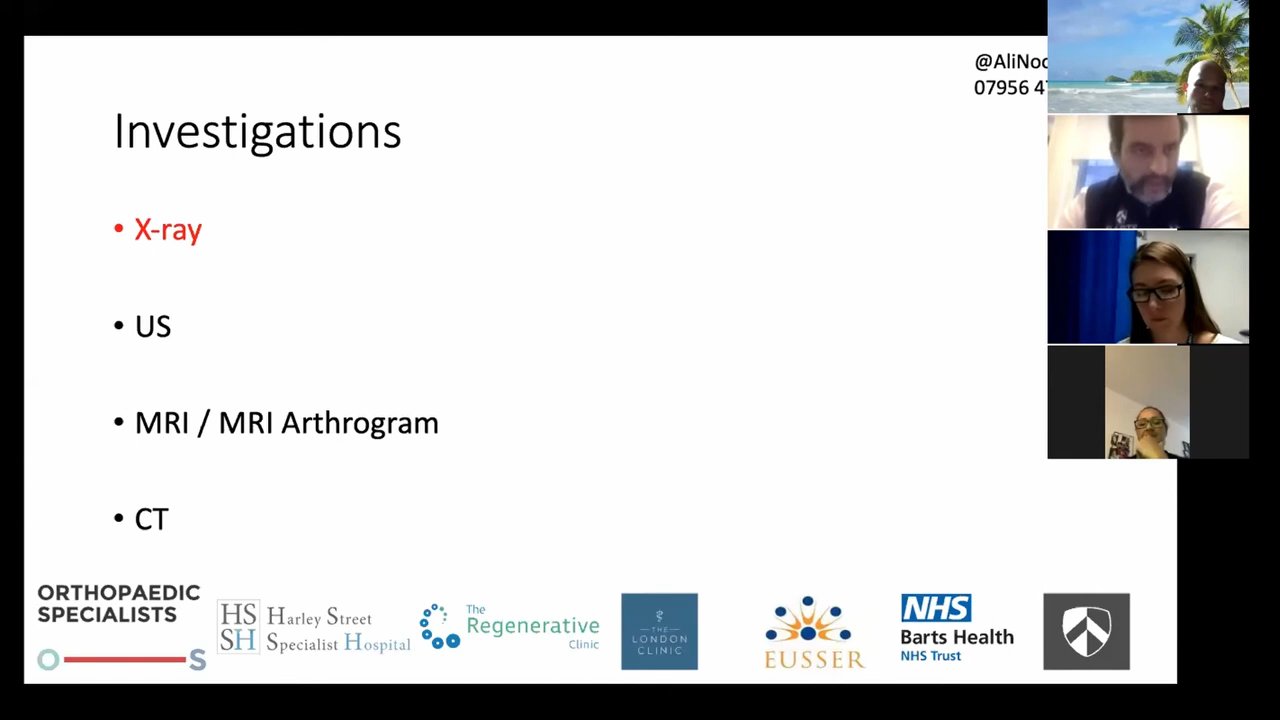 @AliNoo
07956 4
Investigations
• X-ray
• US
• MRI / MRI Arthrogram
• CT
ORTHOPAEDIC
SPECIALISTS
OS
HS
SH
Harley Street
Specialist Hospital
The
Regenerative
Clinic
THE
LONDON
CLINIC
EUSSER
NHS
Barts Health
NHS Trust